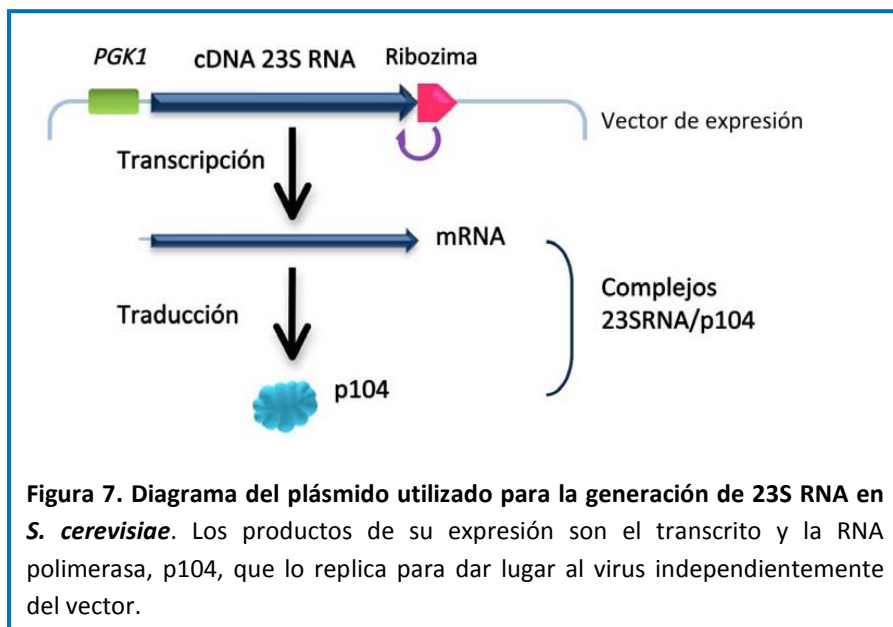 PGK1 cDNA 23S RNA Ribozima
Vector de expresión
Transcripción
mRNA
Complejos
23SRNA/p104
Traducción
p104
Figura 7. Diagrama del plásmido utilizado para la generación de 23S RNA en
S. cerevisiae. Los productos de su expresión son el transcrito y la RNA
polimerasa, p104, que lo replica para dar lugar al virus independientemente
del vector.